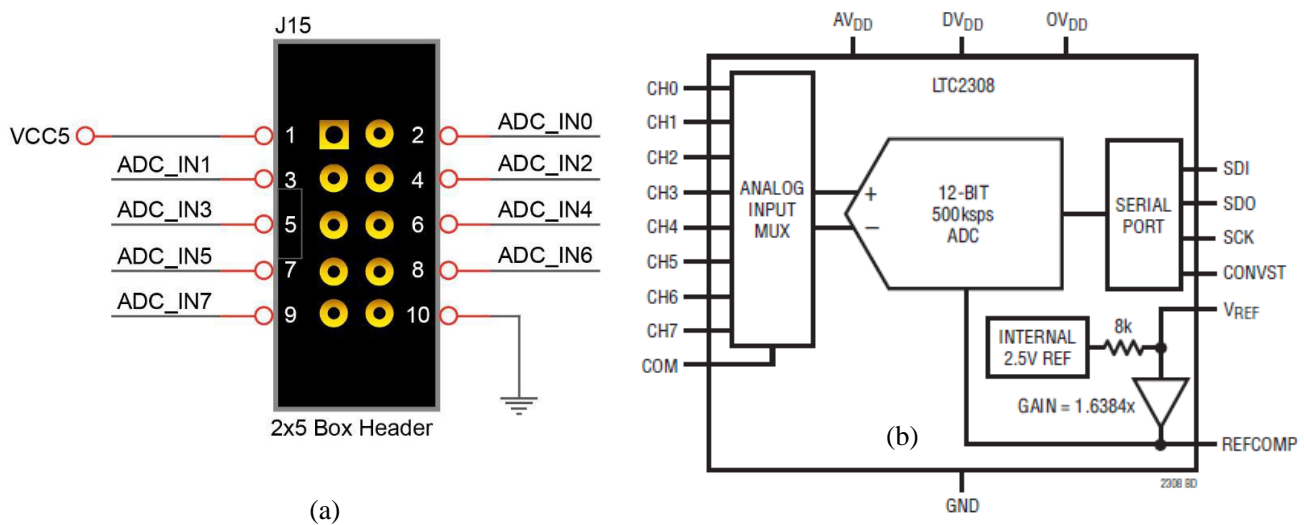 J15
VCC5
1
2
ADC_IN0
ADC_IN1
3
4
ADC_IN2
ADC_IN3
5
6
ADC_IN4
ADC_IN5
7
8
ADC_IN6
ADC_IN7
9
10
2x5 Box Header
(a)
AVDD
DVDD
OVDD
LTC2308
CH0
CH1
CH2
CH3
CH4
CH5
CH6
CH7
COM
ANALOG
INPUT
MUX
+
−
12-BIT
500ksps
ADC
SERIAL
PORT
SDI
SDO
SCK
CONVST
VREF
8k
INTERNAL
2.5V REF
GAIN = 1.6384x
REFCOMP
(b)
2308 BD
GND